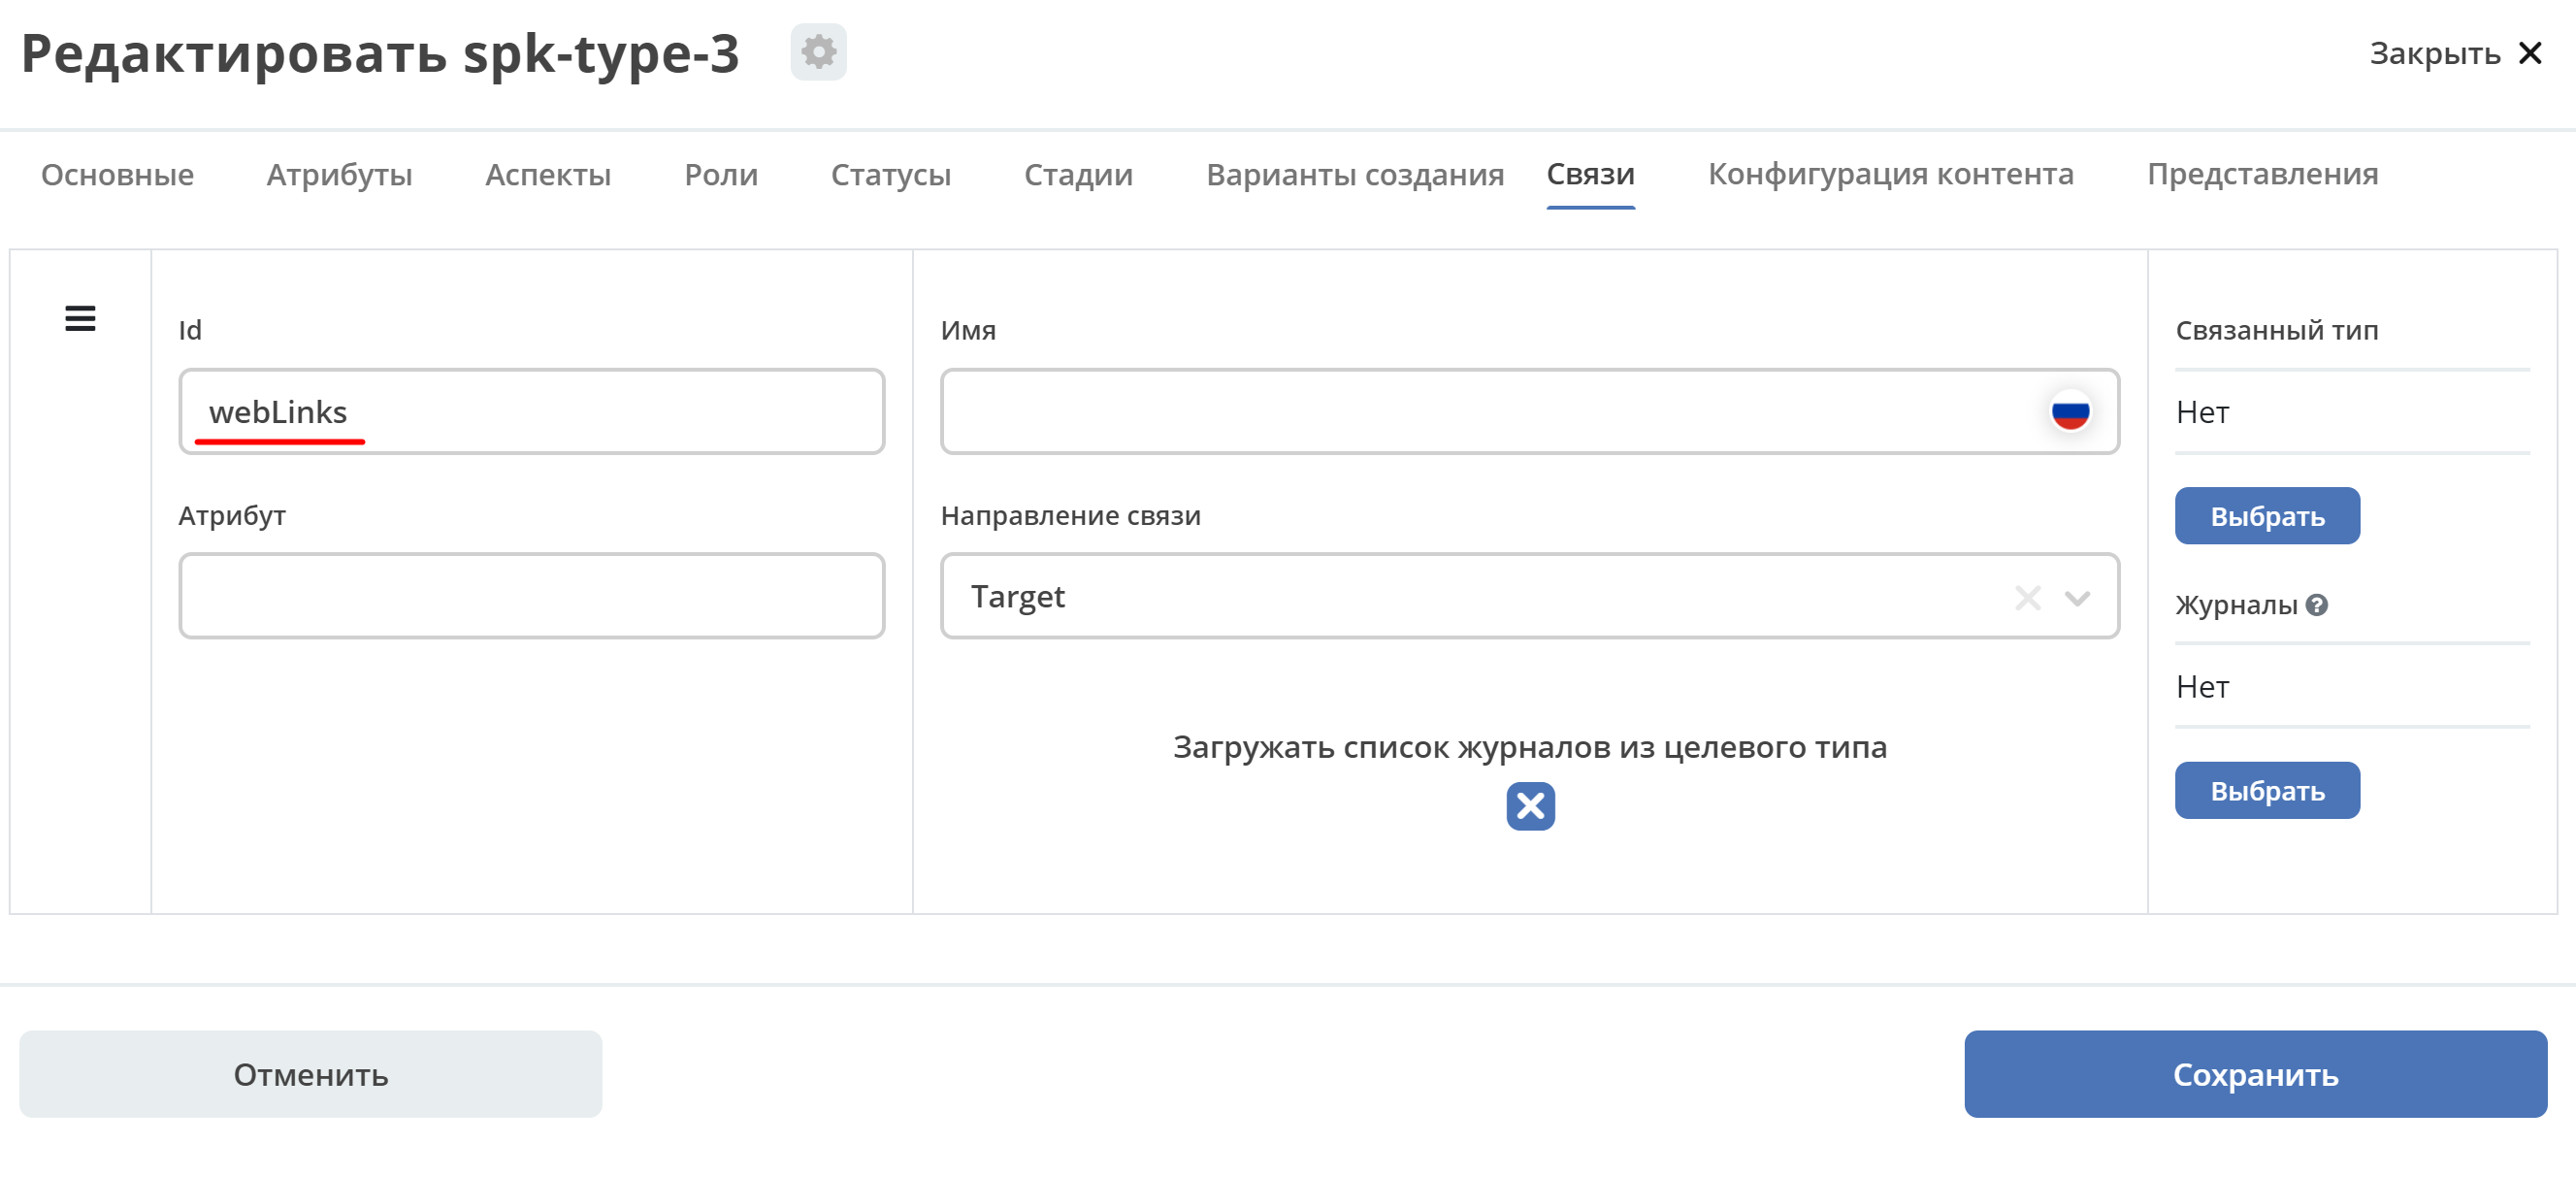 Редактировать spk-type-3
Закрыть
Основные Атрибуты Аспекты Роли Статусы Стадии Варианты создания Связи Конфигурация контента Представления
Id
webLinks
Атрибут
Имя
Направление связи
Target
Загружать список журналов из целевого типа
Связанный тип
Нет
Выбрать
Журналы
Нет
Выбрать
Отменить
Сохранить